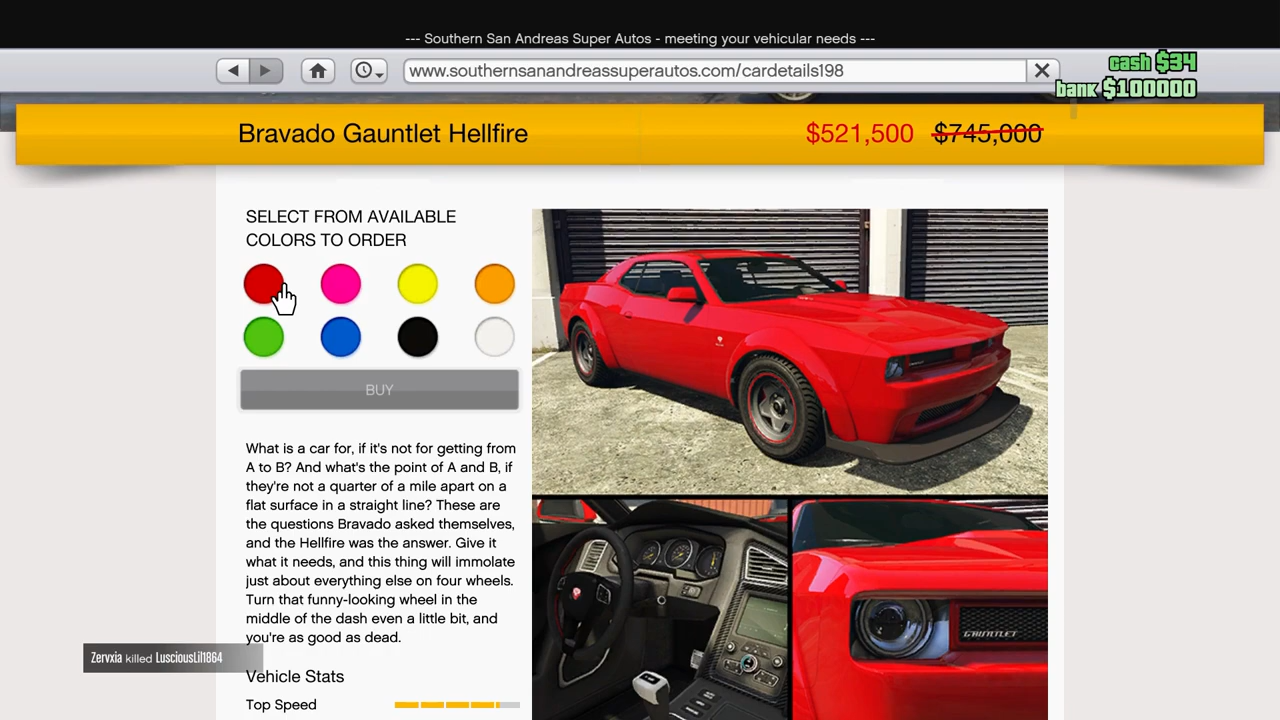 --- Southern San Andreas Super Autos - meeting your vehicular needs ---
www.southernsanandreassuperautos.com/cardetails198
cash $34
bank $100000
Bravado Gauntlet Hellfire
$521,500 $745,000
SELECT FROM AVAILABLE
COLORS TO ORDER
BUY
What is a car for, if it's not for getting from
A to B? And what's the point of A and B, if
they're not a quarter of a mile apart on a
flat surface in a straight line? These are
the questions Bravado asked themselves,
and the Hellfire was the answer. Give it
what it needs, and this thing will immolate
just about everything else on four wheels.
Turn that funny-looking wheel in the
middle of the dash even a little bit, and
you're as good as dead.
GAUNTLET
Zervxia killed LusciousLil1864
Vehicle Stats
Top Speed